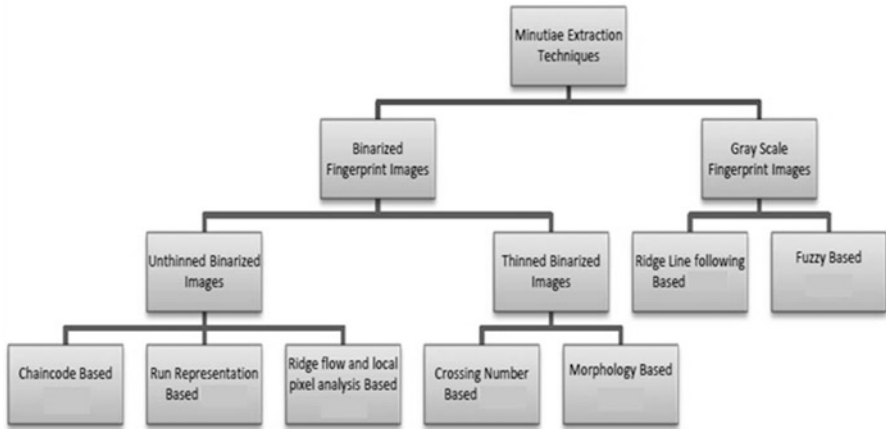 Minutiae Extraction
Techniques
Binarized
Fingerprint Images
Gray Scale
Fingerprint Images
Unthinned Binarized
Images
Thinned Binarized
Images
Ridge Line following
Based
Fuzzy Based
Chaincode Based
Run Representation
Based
Ridge flow and local
pixel analysis Based
Crossing Number
Based
Morphology Based